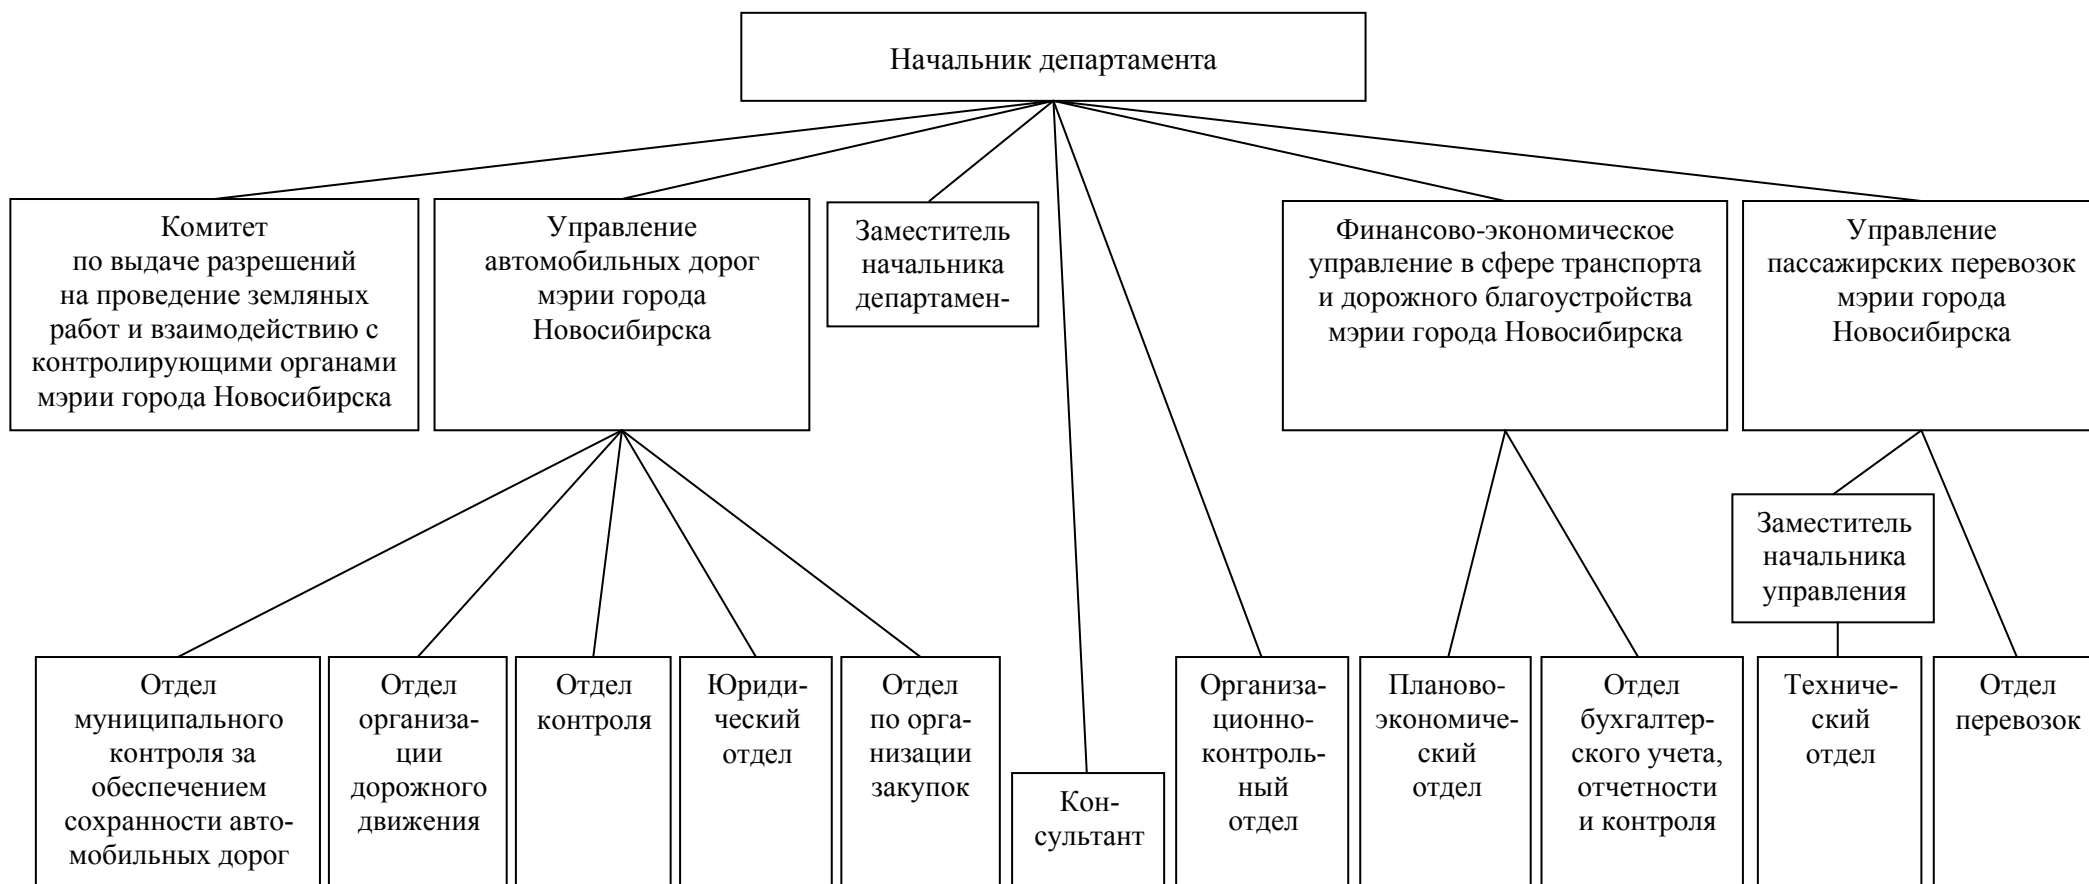 Начальник департамента
Комитет
по выдаче разрешений
на проведение земляных
работ и взаимодействию с
контролирующими органами
мэрии города Новосибирска
Управление
автомобильных дорог
мэрии города
Новосибирска
Заместитель
начальника
департамен-
Финансово-экономическое
управление в сфере транспорта
и дорожного благоустройства
мэрии города Новосибирска
Управление
пассажирских перевозок
мэрии города
Новосибирска
Заместитель
начальника
управления
Отдел
муниципального
контроля за
обеспечением
сохранности авто-
мобильных дорог
Отдел
организа-
ции
дорожного
движения
Отдел
контроля
Юриди-
ческий
отдел
Отдел
по орга-
низации
закупок
Кон-
сультант
Организа-
ционно-
контроль-
ный
отдел
Планово-
экономиче-
ский
отдел
Отдел
бухгалтер-
ского учета,
отчетности
и контроля
Техниче-
ский
отдел
Отдел
перевозок